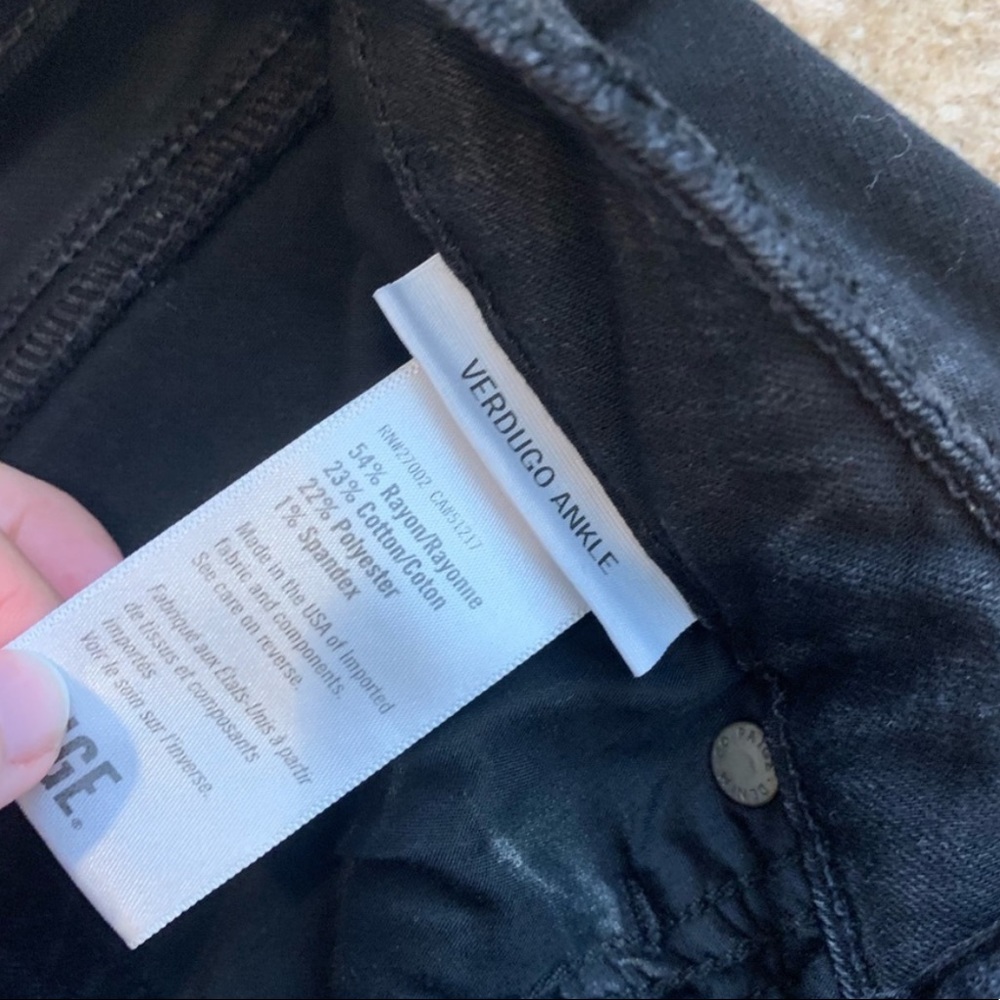 VERDUGO ANKLE
RN#27002 CA#51217
54% Rayon/Rayonne
23% Cotton/Coton
22% Polyester
1% Spandex
Made in the USA of Imported
fabric and components.
See care on reverse.
Fabriqué aux États-Unis à partir
de tissus et composants
importés
Voir le soin sur l'inverse.
IGE®
PAIGE